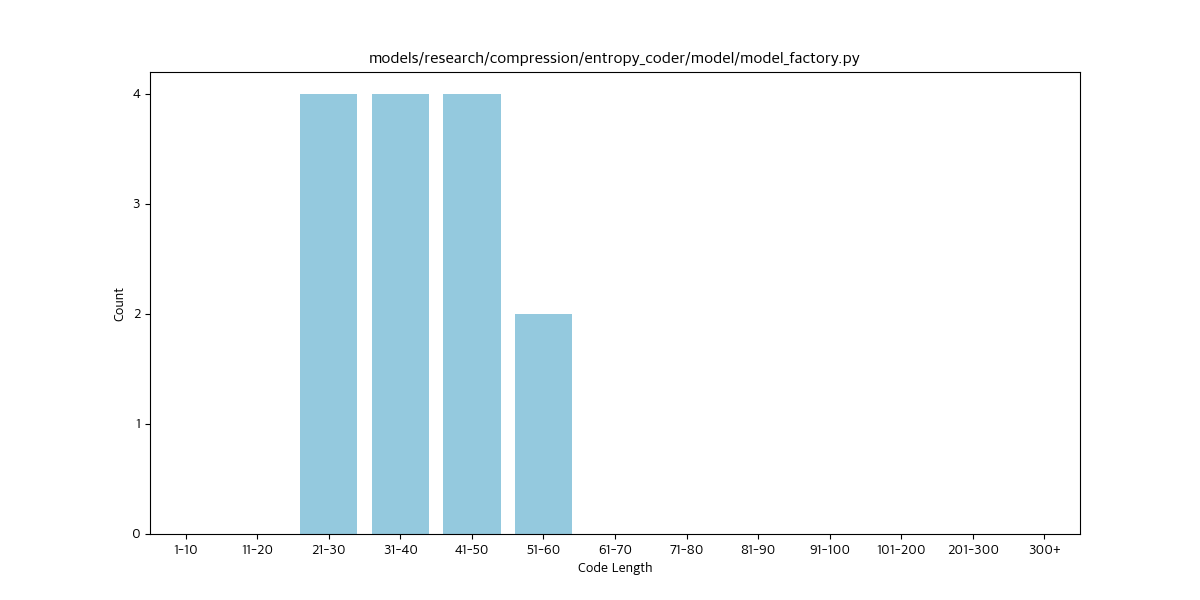 models/research/compression/entropy_coder/model/model_factory.py
4
3
2
1
0
Count
1-10 11-20 21-30 31-40 41-50 51-60 61-70 71-80 81-90 91-100 101-200 201-300 300+
Code Length